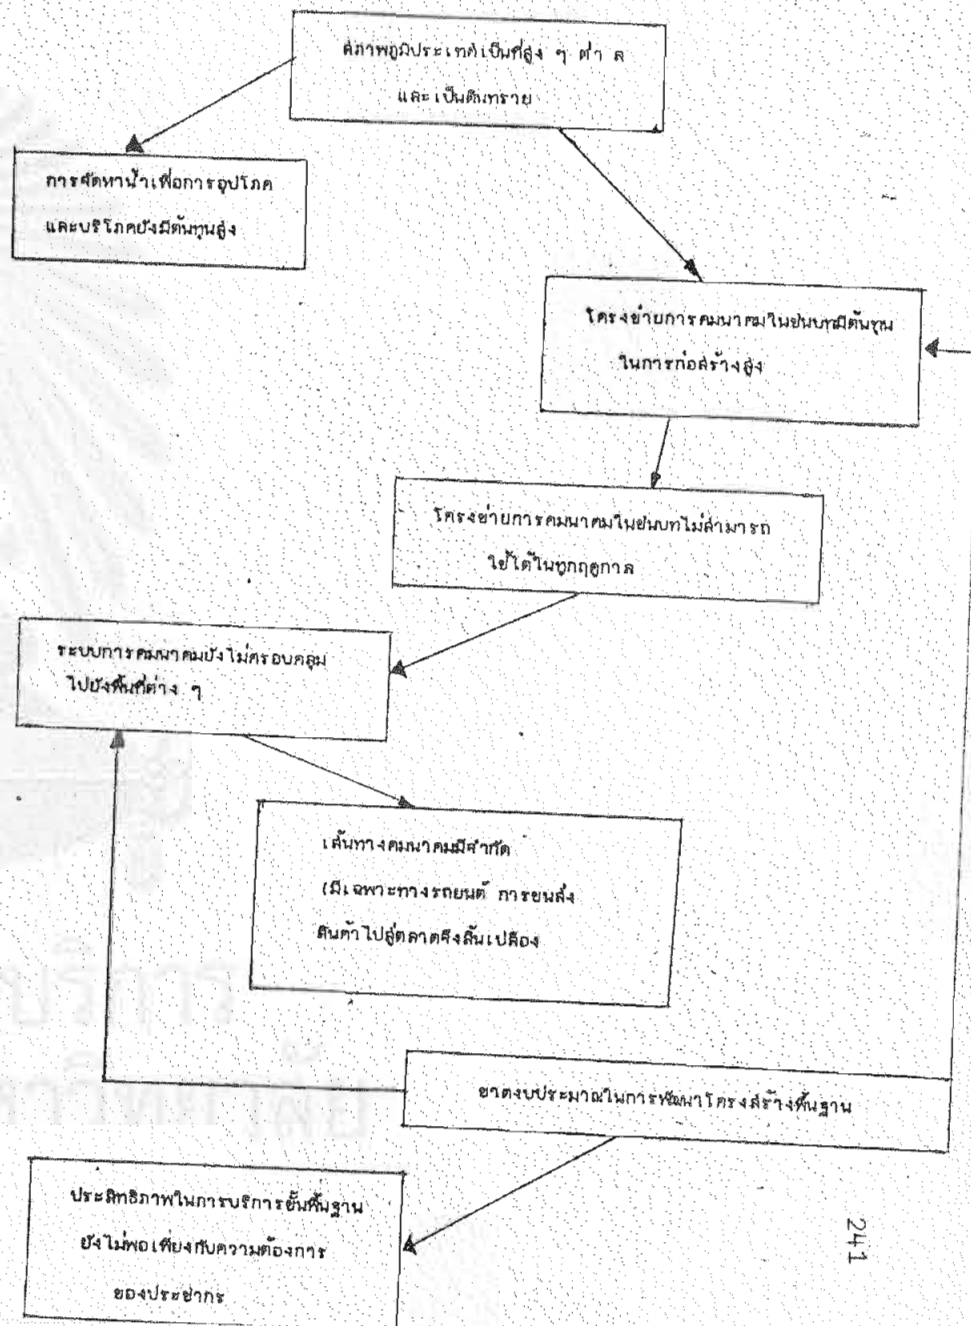 สภาพภูมิประเทศเป็นที่สูง ๆ ต่ำ ๆ
และเป็นดินทราย
การจัดหาน้ำเพื่อการอุปโภค
และบริโภคยังมีต้นทุนสูง
โครงข่ายการคมนาคมในชนบทมีต้นทุน
ในการก่อสร้างสูง
โครงข่ายการคมนาคมในชนบทไม่สามารถ
ใช้ได้ในทุกฤดูกาล
ระบบการคมนาคมยังไม่ครอบคลุม
ไปยังพื้นที่ต่าง ๆ
เส้นทางคมนาคมมีจำกัด
(มีเฉพาะทางรถยนต์ การขนส่ง
สินค้าไปสู่ตลาดจึงสิ้นเปลือง
ขาดงบประมาณในการพัฒนาโครงสร้างพื้นฐาน
ประสิทธิภาพในการบริการขั้นพื้นฐาน
ยังไม่พอเพียงกับความต้องการ
ของประชากร
241
บริการ